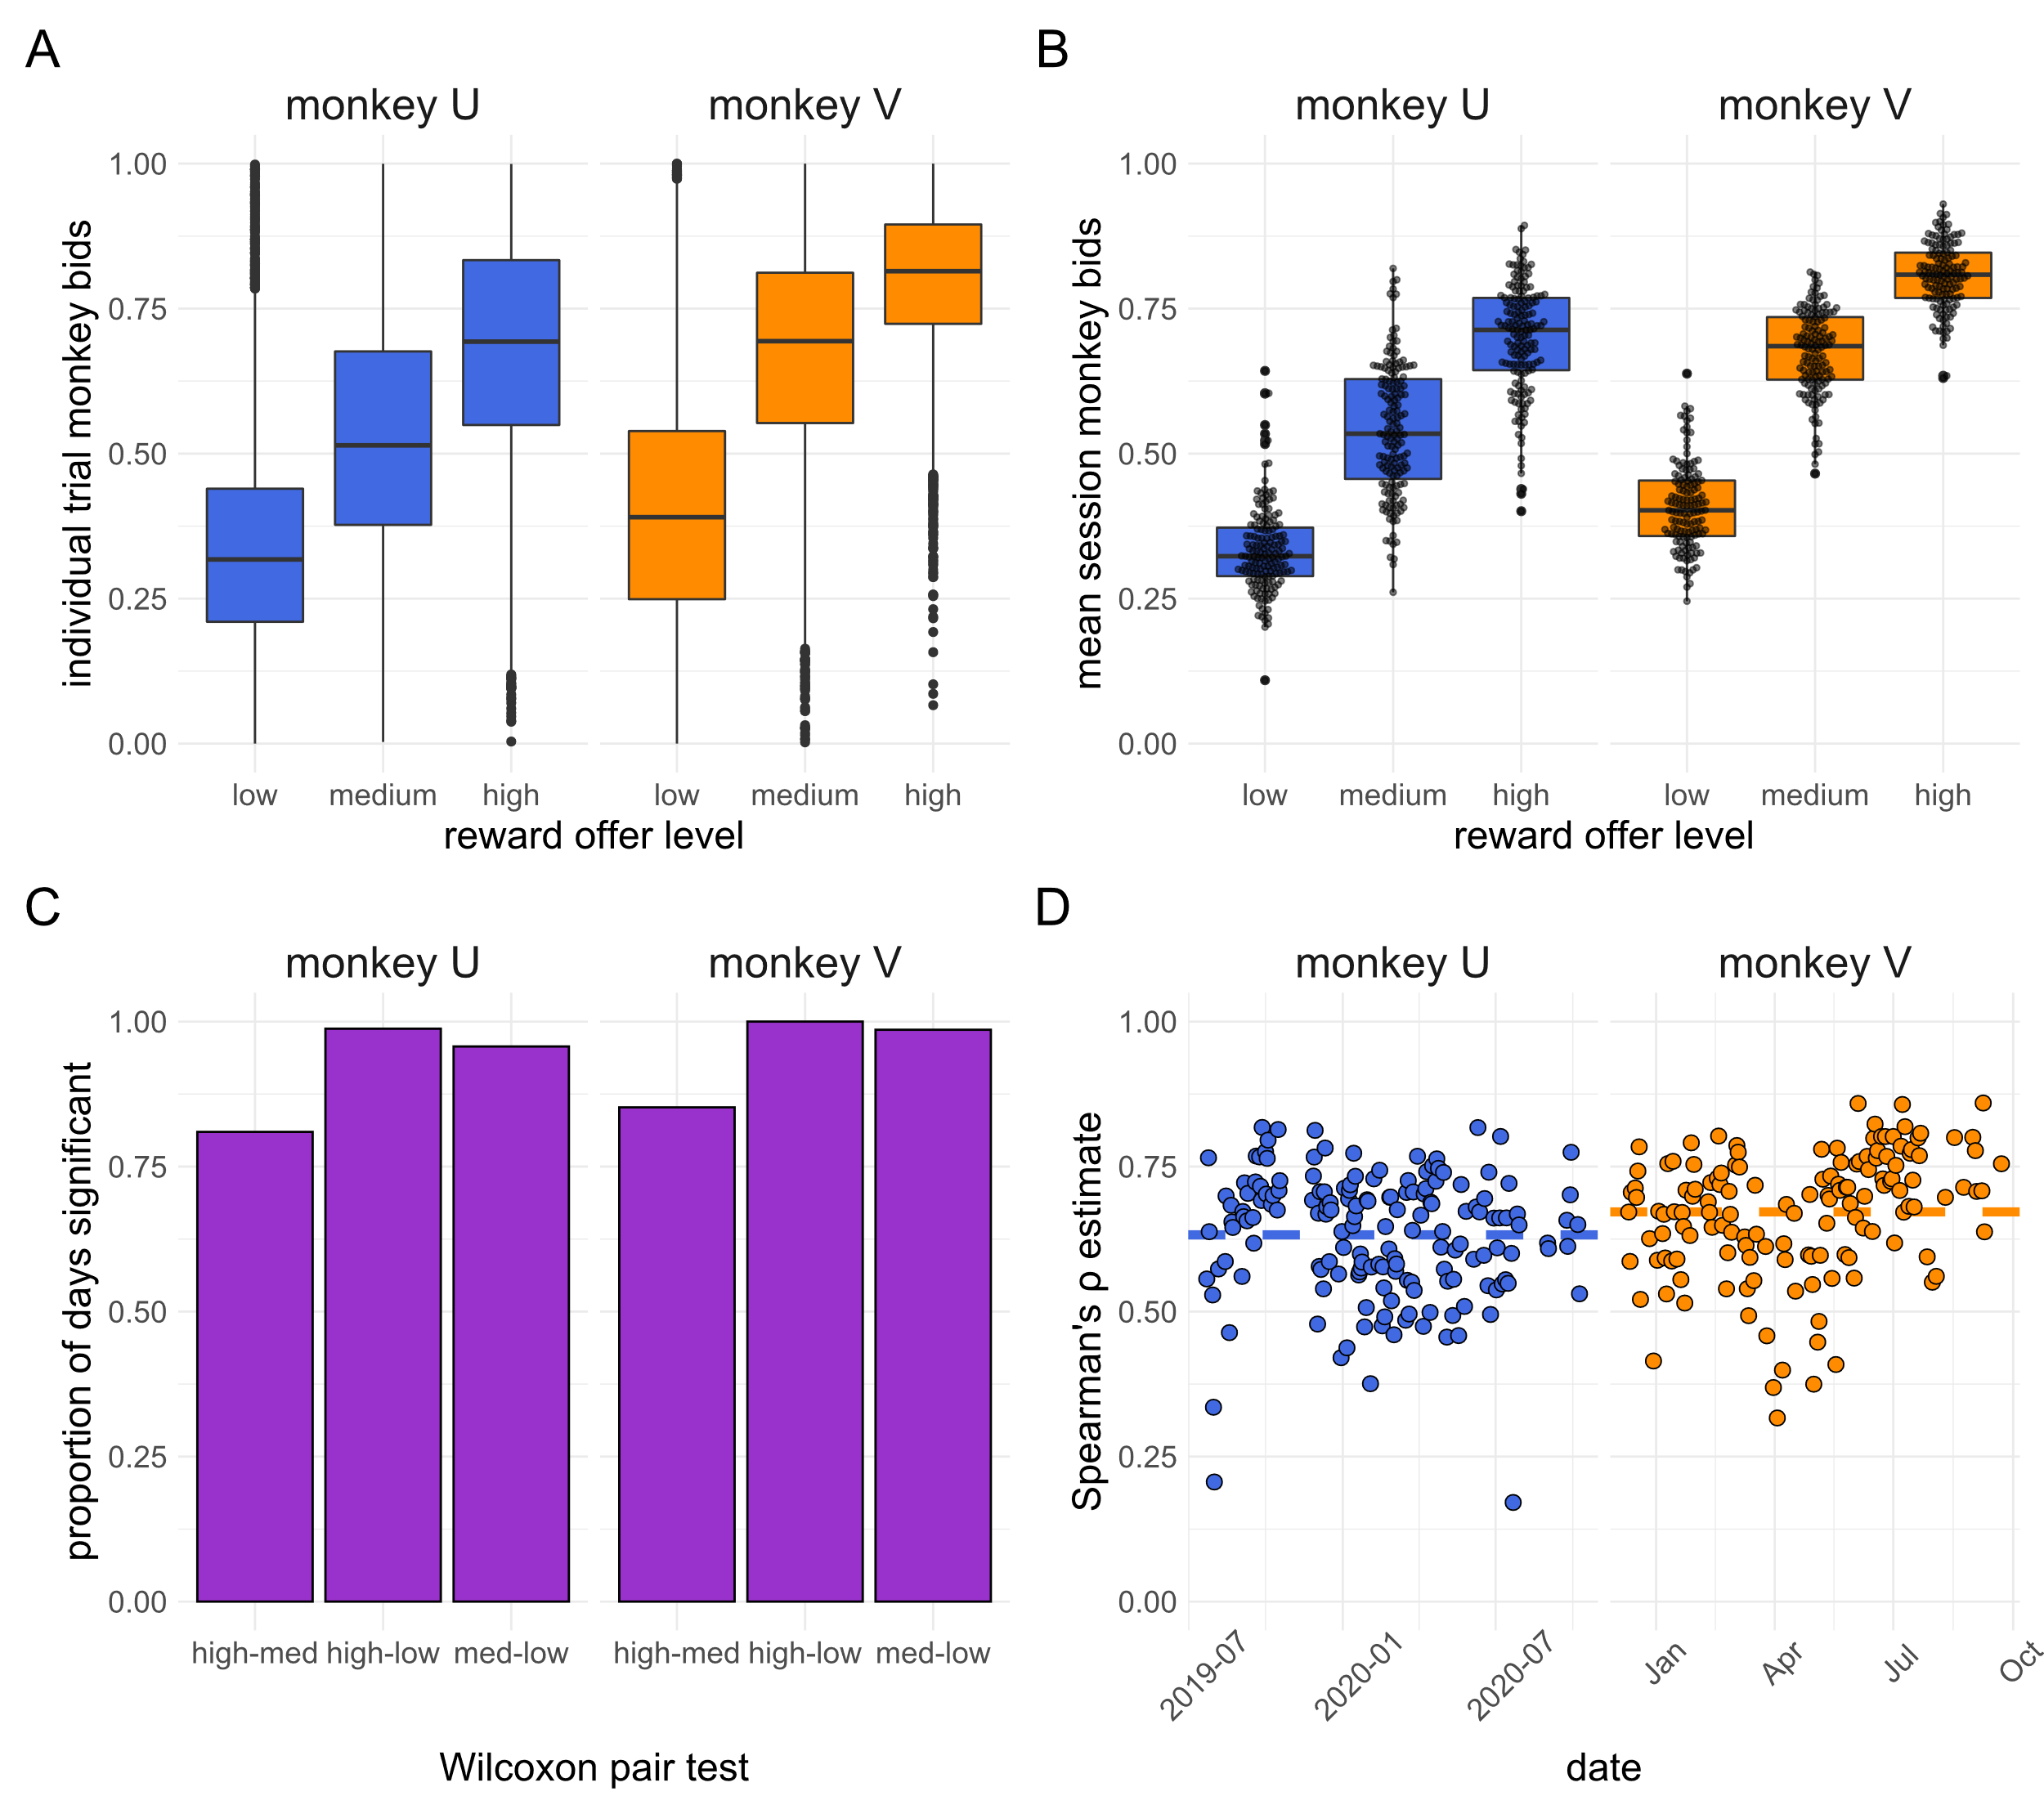 A
monkey U
monkey V
individual trial monkey bids
1.00
0.75
0.50
0.25
0.00
low
medium
high
low
medium
high
reward offer level
B
monkey U
monkey V
mean session monkey bids
1.00
0.75
0.50
0.25
0.00
low
medium
high
low
medium
high
reward offer level
C
monkey U
monkey V
proportion of days significant
1.00
0.75
0.50
0.25
0.00
high-med
high-low
med-low
high-med
high-low
med-low
Wilcoxon pair test
D
monkey U
monkey V
Spearman's ρ estimate
1.00
0.75
0.50
0.25
0.00
2019-07
2020-01
2020-07
Jan
Apr
Jul
Oct
date